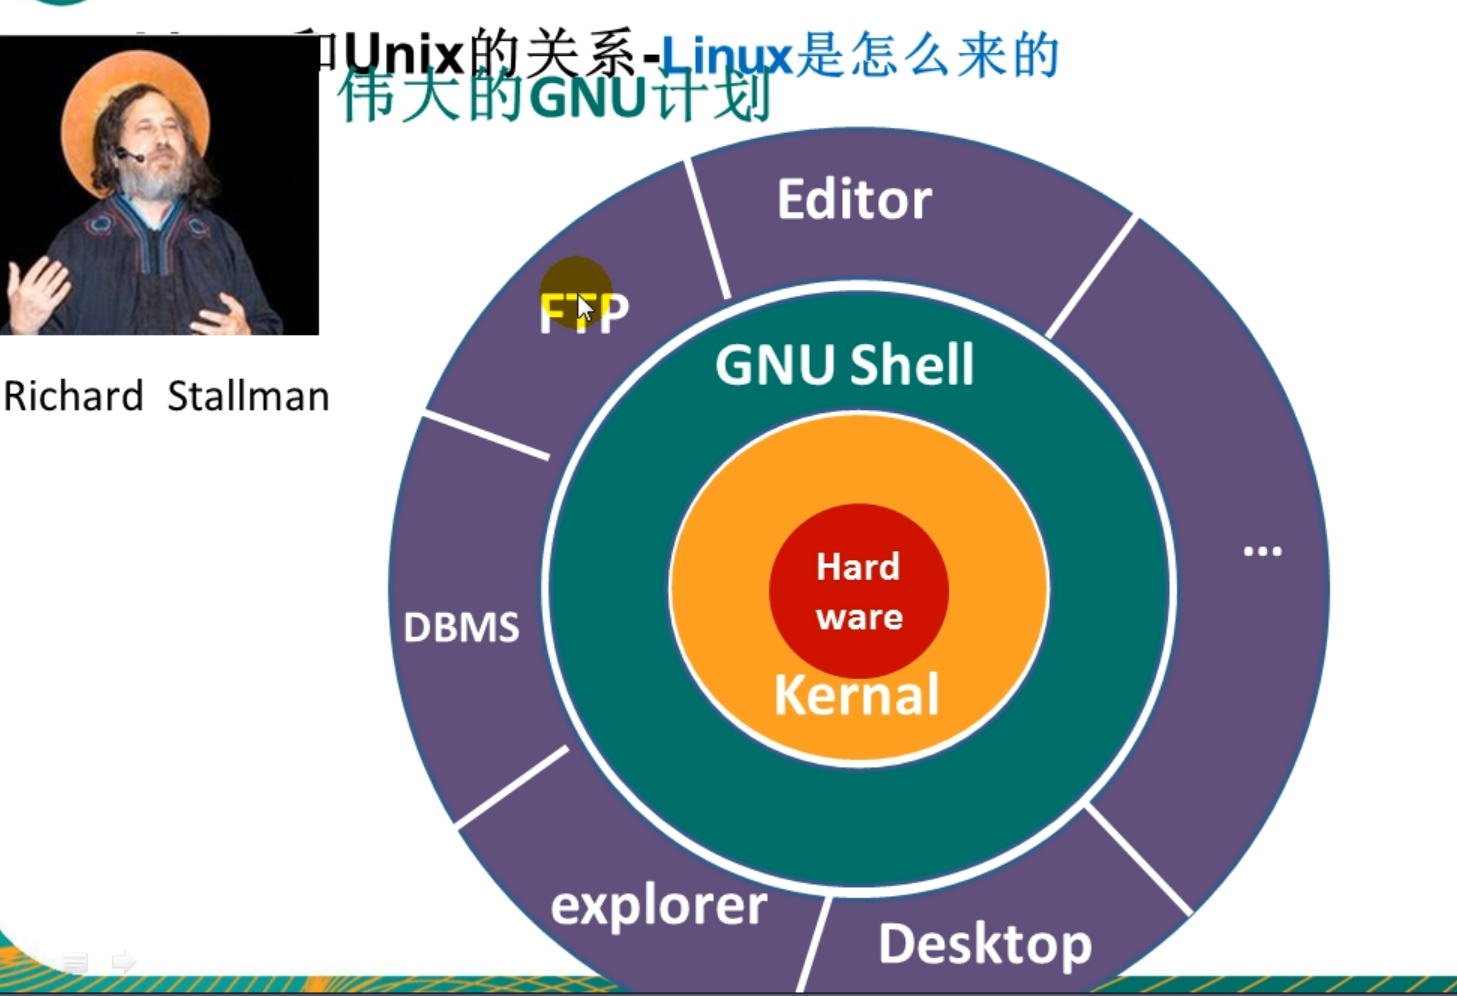 和Unix的关系-Linux是怎么来的
伟大的GNU计划
Editor
FTP
GNU Shell
Richard Stallman
...
Hard
ware
DBMS
Kernal
explorer
Desktop